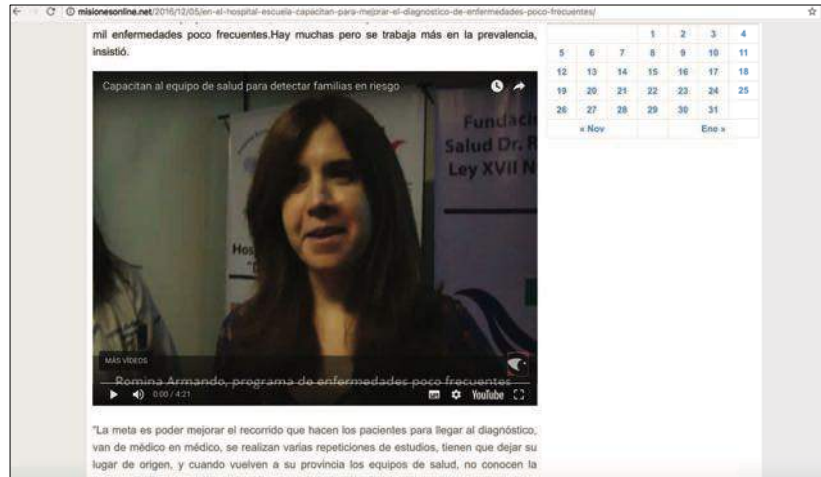 misionesonline.net/2016/12/05/en-el-hospital-escuela-capacitan-para-mejorar-el-diagnostico-de-enfermedades-poco-frecuentes/
mil enfermedades poco frecuentes.Hay muchas pero se trabaja más en la prevalencia,
insistió.
1 2 3 4
5 6 7 8 9 10 11
12 13 14 15 16 17 18
19 20 21 22 23 24 25
26 27 28 29 30 31
« Nov Ene »
Capacitan al equipo de salud para detectar familias en riesgo
Fundaci
Salud Dr. R
Ley XVII N
Hos
MÁS VÍDEOS
Romina Armando, programa de enfermedades poco frecuentes
0:00 / 4:21 YouTube
"La meta es poder mejorar el recorrido que hacen los pacientes para llegar al diagnóstico,
van de médico en médico, se realizan varias repeticiones de estudios, tienen que dejar su
lugar de origen, y cuando vuelven a su provincia los equipos de salud, no conocen la